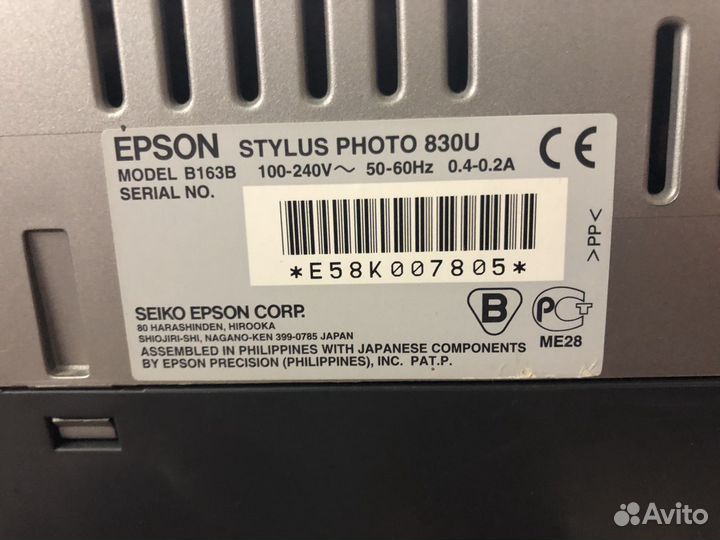 EPSON STYLUS PHOTO 830U
MODEL B163B 100-240V～ 50-60Hz 0.4-0.2A
SERIAL NO.
CE
>PP<
*E58K007805*
SEIKO EPSON CORP.
80 HARASHINDEN, HIROOKA
SHIOJIRI-SHI, NAGANO-KEN 399-0785 JAPAN
ASSEMBLED IN PHILIPPINES WITH JAPANESE COMPONENTS
BY EPSON PRECISION (PHILIPPINES), INC. PAT.P.
B
PCT
ME28
Avito